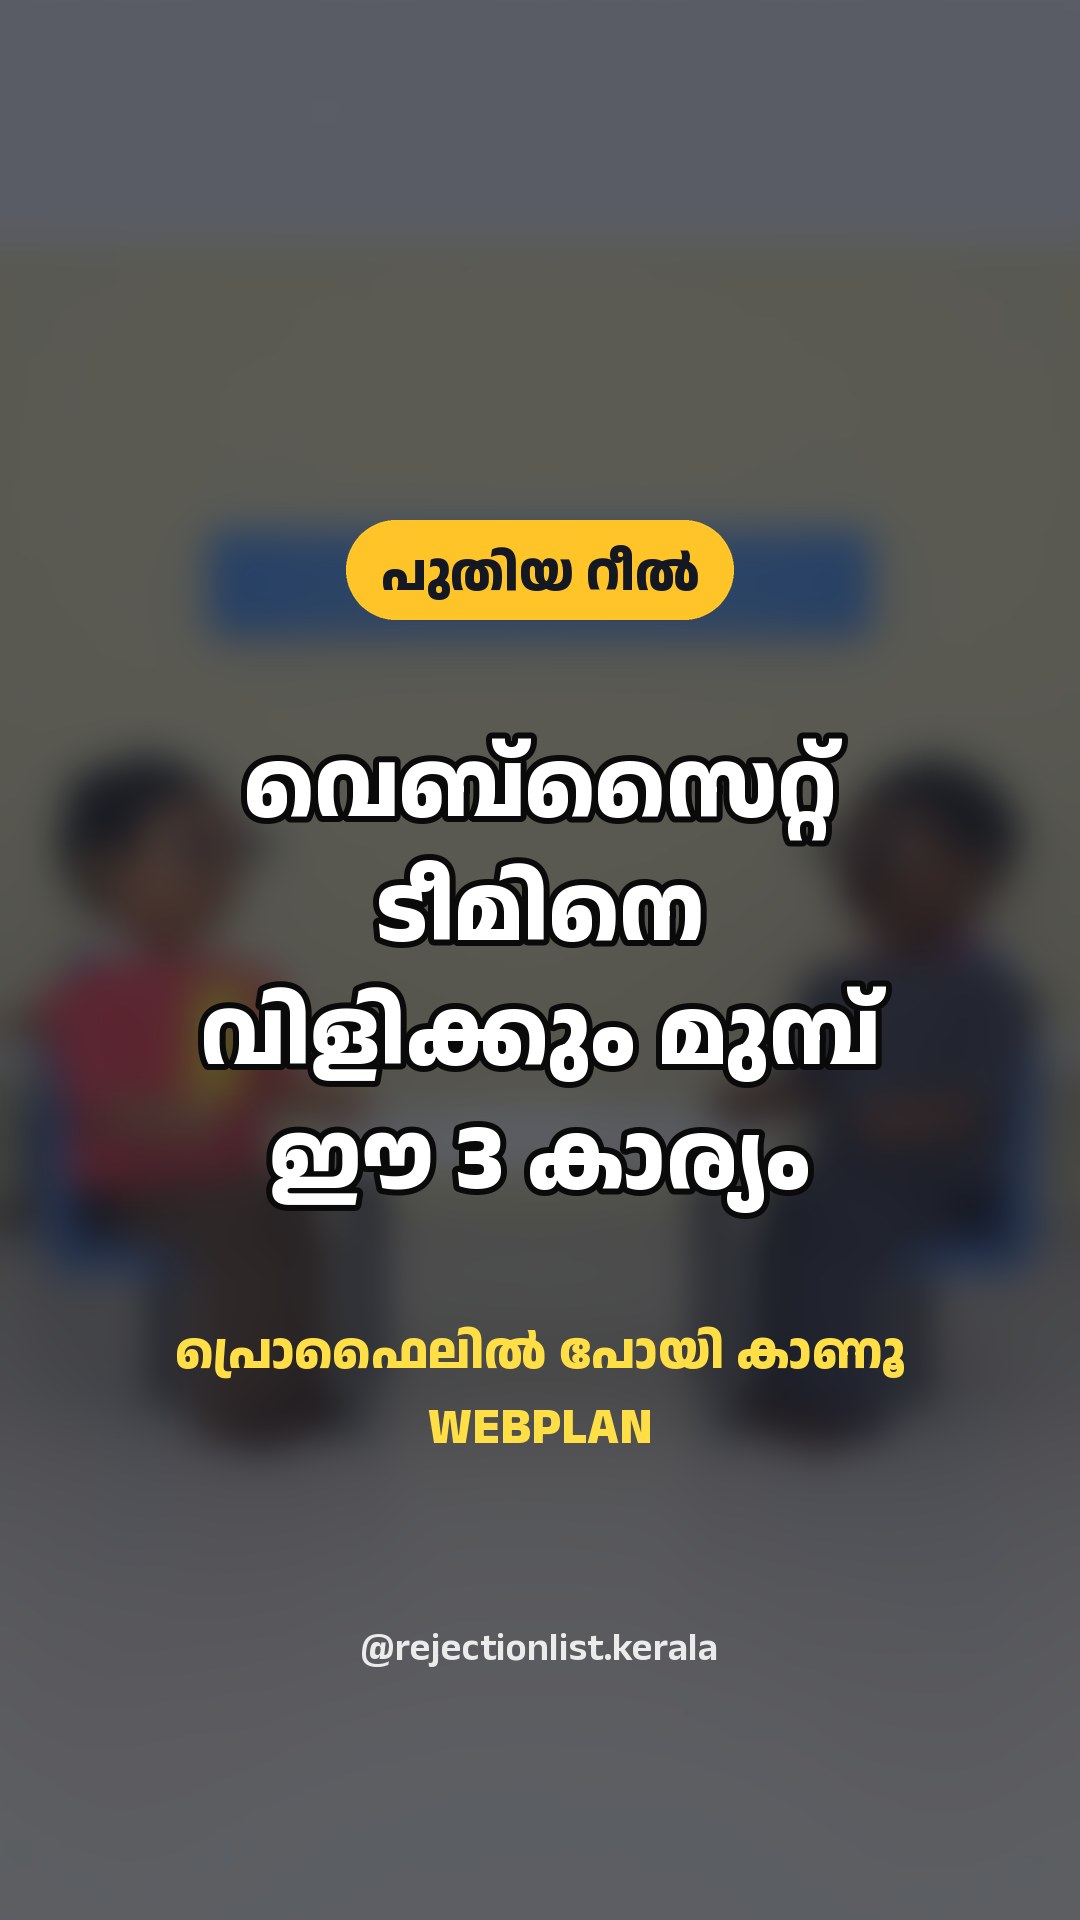 പുതിയ റീൽ
വെബ്സൈറ്റ്
ടീമിനെ
വിളിക്കും മുമ്പ്
ഈ 3 കാര്യം
പ്രൊഫൈലിൽ പോയി കാണൂ
WEBPLAN
@rejectionlist.kerala